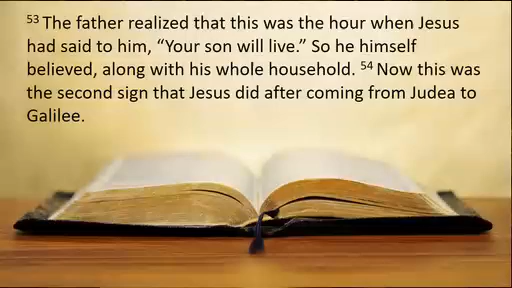 53 The father realized that this was the hour when Jesus
had said to him, “Your son will live.” So he himself
believed, along with his whole household. 54 Now this was
the second sign that Jesus did after coming from Judea to
Galilee.